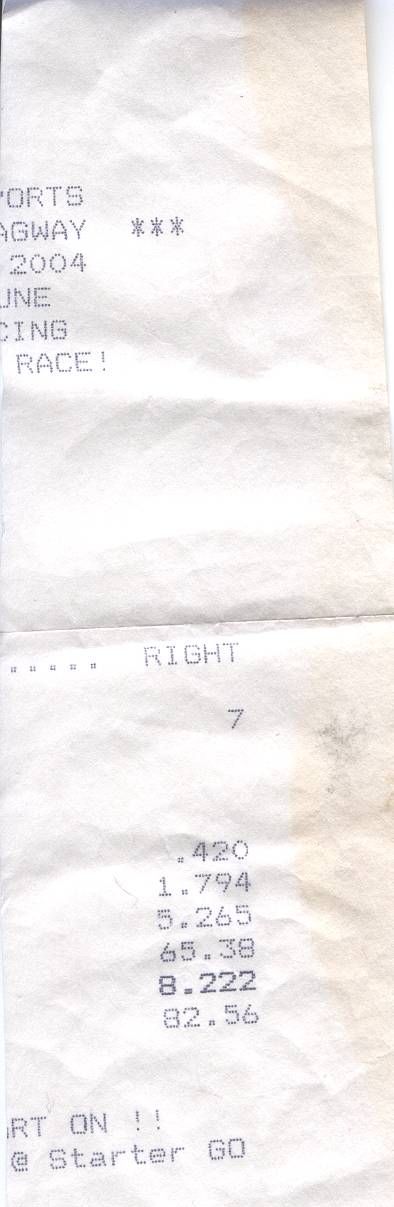 PORTS
AGWAY ***
2004
UNE
CING
RACE!
..... RIGHT
7
.420
1.794
5.265
65.38
8.222
82.56
ART ON !!
@ Starter GO